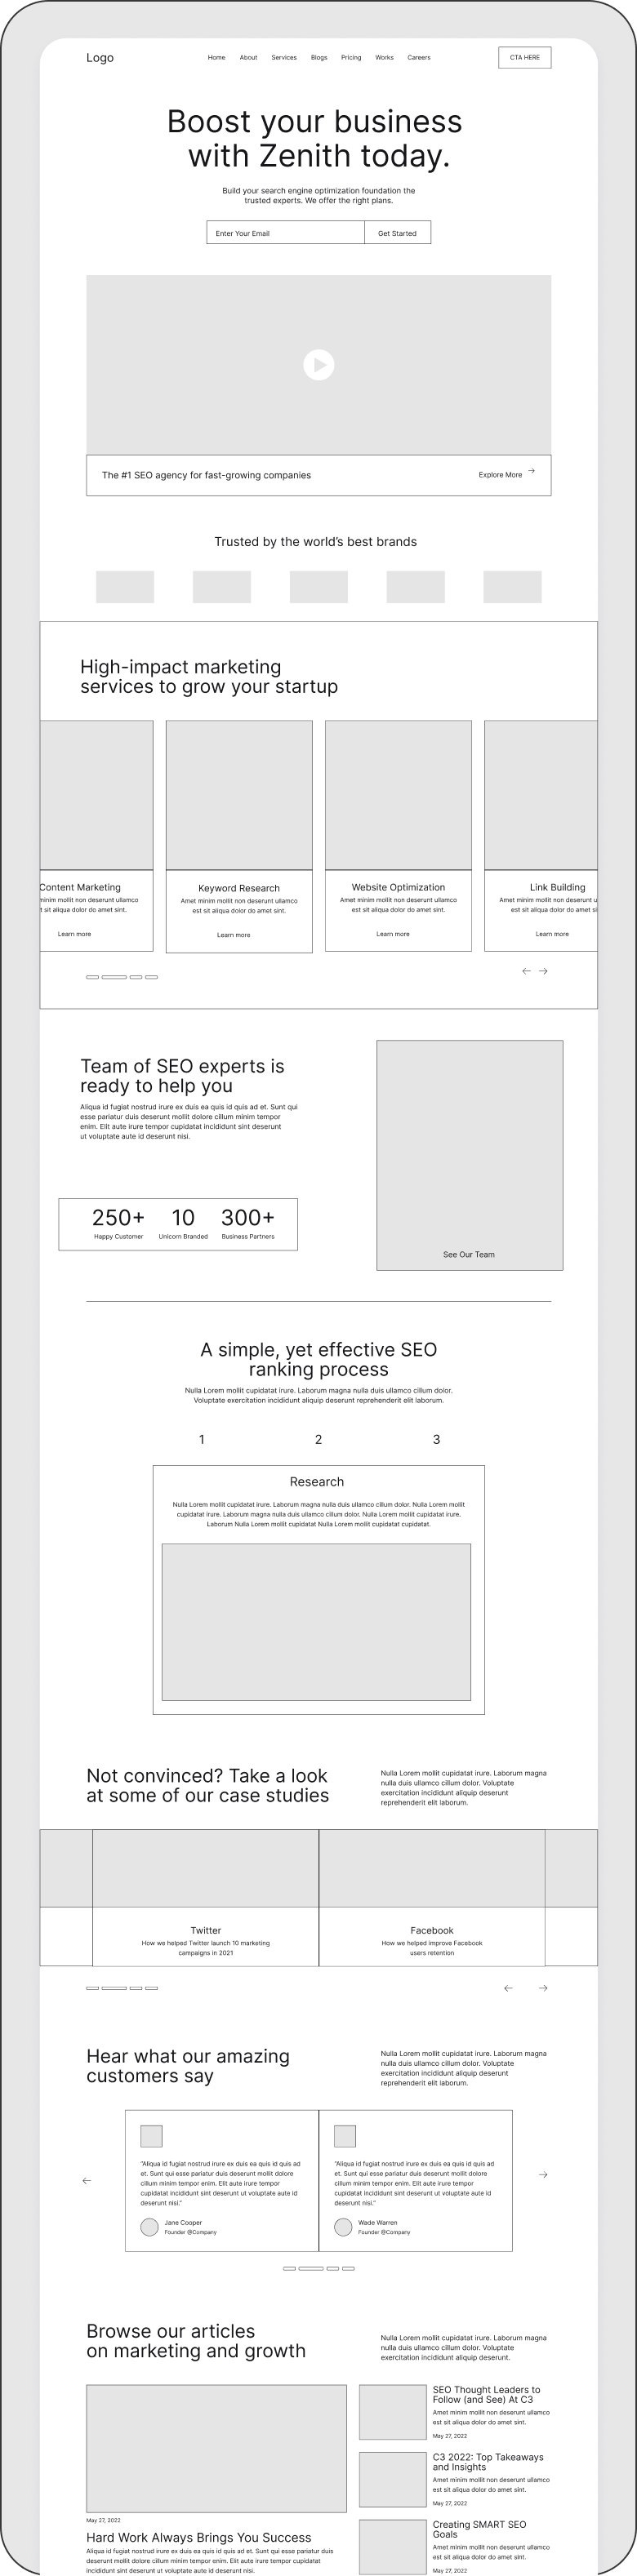 Logo
Home About Services Blogs Pricing Works Careers
CTA HERE
Boost your business
with Zenith today.
Build your search engine optimization foundation the
trusted experts. We offer the right plans.
Enter Your Email
Get Started
The #1 SEO agency for fast-growing companies
Explore More →
Trusted by the world's best brands
High-impact marketing
services to grow your startup
Content Marketing
minim mollit non deserunt ullamco
est sit aliqua dolor do amet sint.
Learn more
Keyword Research
Amet minim mollit non deserunt ullamco
est sit aliqua dolor do amet sint.
Learn more
Website Optimization
Amet minim mollit non deserunt ullamco
est sit aliqua dolor do amet sint.
Learn more
Link Building
Amet minim mollit non deserunt u
est sit aliqua dolor do amet si
Learn more
← →
Team of SEO experts is
ready to help you
Aliqua id fugiat nostrud irure ex duis ea quis id quis ad et. Sunt qui
esse pariatur duis deserunt mollit dolore cillum minim tempor
enim. Elit aute irure tempor cupidatat incididunt sint deserunt
ut voluptate aute id deserunt nisi.
250+ 10 300+
Happy Customer Unicorn Branded Business Partners
See Our Team
A simple, yet effective SEO
ranking process
Nulla Lorem mollit cupidatat irure. Laborum magna nulla duis ullamco cillum dolor.
Voluptate exercitation incididunt aliquip deserunt reprehenderit elit laborum.
1 2 3
Research
Nulla Lorem mollit cupidatat irure. Laborum magna nulla duis ullamco cillum dolor. Nulla Lorem mollit
cupidatat irure. Laborum magna nulla duis ullamco cillum dolor. Nulla Lorem mollit cupidatat irure.
Laborum Nulla Lorem mollit cupidatat Nulla Lorem mollit cupidatat cupidatat.
Not convinced? Take a look
at some of our case studies
Nulla Lorem mollit cupidatat irure. Laborum magna
nulla duis ullamco cillum dolor. Voluptate
exercitation incididunt aliquip deserunt
reprehenderit elit laborum.
Twitter
How we helped Twitter launch 10 marketing
campaigns in 2021
Facebook
How we helped improve Facebook
users retention
← →
Hear what our amazing
customers say
Nulla Lorem mollit cupidatat irure. Laborum magna
nulla duis ullamco cillum dolor. Voluptate
exercitation incididunt aliquip deserunt
reprehenderit elit laborum.
←
"Aliqua id fugiat nostrud irure ex duis ea quis id quis ad
et. Sunt qui esse pariatur duis deserunt mollit dolore
cillum minim tempor enim. Elit aute irure tempor
cupidatat incididunt sint deserunt ut voluptate aute id
deserunt nisi."
Jane Cooper
Founder @Company
"Aliqua id fugiat nostrud irure ex duis ea quis id quis ad
et. Sunt qui esse pariatur duis deserunt mollit dolore
cillum minim tempor enim. Elit aute irure tempor
cupidatat incididunt sint deserunt ut voluptate aute id
deserunt nisi."
Wade Warren
Founder @Company
→
Browse our articles
on marketing and growth
Nulla Lorem mollit cupidatat irure. Laborum magna
nulla duis ullamco cillum dolor. Voluptate
exercitation incididunt aliquip deserunt.
May 27, 2022
Hard Work Always Brings You Success
Aliqua id fugiat nostrud irure ex duis ea quis id quis ad et. Sunt qui esse pariatur duis
deserunt mollit dolore cillum minim tempor enim. Elit aute irure tempor cupidatat
incididunt sint deserunt ut voluptate aute id deserunt nisi.
SEO Thought Leaders to
Follow (and See) At C3
Amet minim mollit non deserunt ullamco
est sit aliqua dolor do amet sint.
May 27, 2022
C3 2022: Top Takeaways
and Insights
Amet minim mollit non deserunt ullamco
est sit aliqua dolor do amet sint.
May 27, 2022
Creating SMART SEO
Goals
Amet minim mollit non deserunt ullamco
est sit aliqua dolor do amet sint.
May 27, 2022